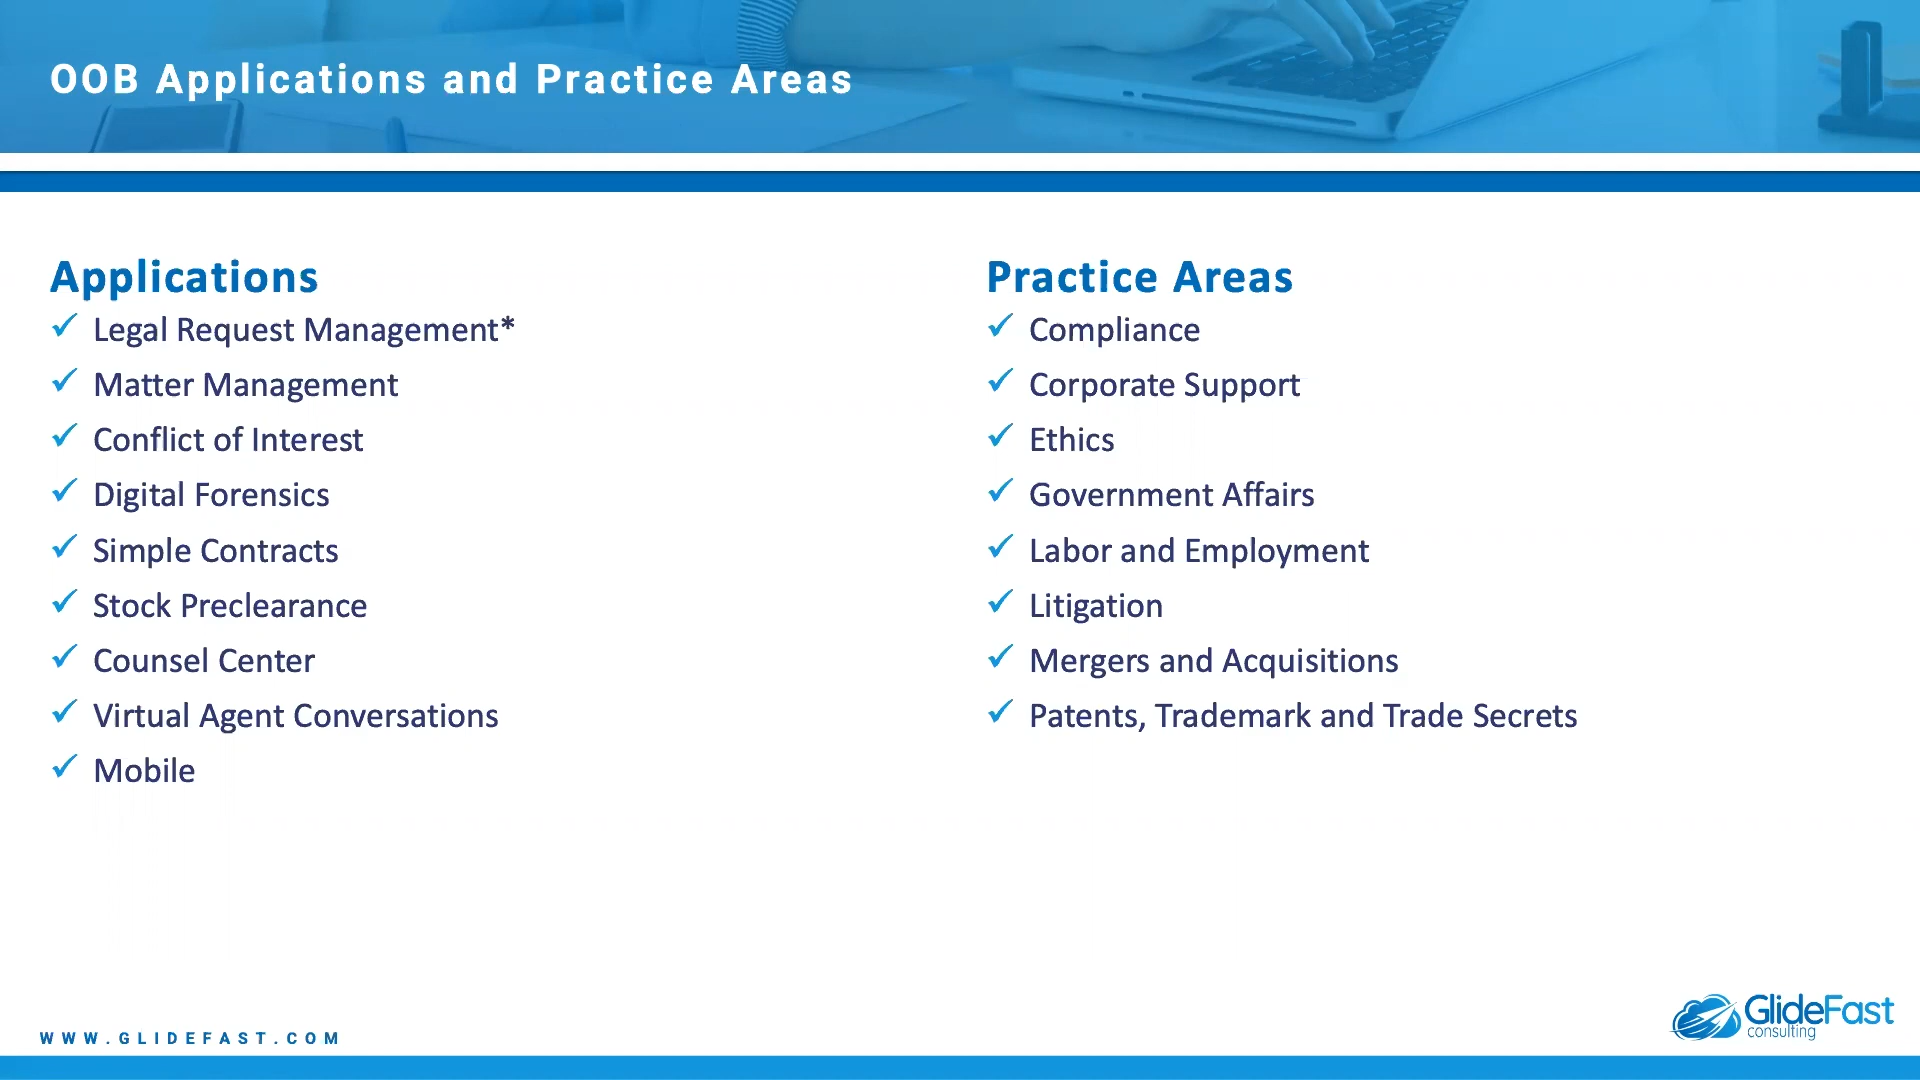 OOB Applications and Practice Areas
Applications
Legal Request Management*
Matter Management
Conflict of Interest
Digital Forensics
Simple Contracts
Stock Preclearance
Counsel Center
Virtual Agent Conversations
Mobile
Practice Areas
Compliance
Corporate Support
Ethics
Government Affairs
Labor and Employment
Litigation
Mergers and Acquisitions
Patents, Trademark and Trade Secrets
WWW.GLIDEFAST.COM
GlideFast
consulting